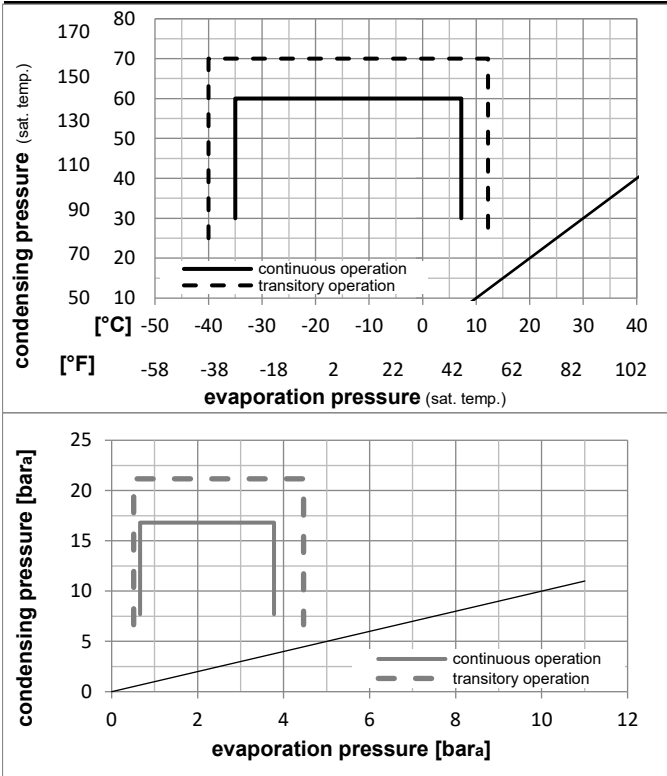 170 80
150 70
130 60
110 50
90 40
70 30
20
50 10
condensing pressure (sat. temp.)
continuous operation
transitory operation
[°C] -50 -40 -30 -20 -10 0 10 20 30 40
[°F] -58 -38 -18 2 22 42 62 82 102
evaporation pressure (sat. temp.)
25
20
15
10
5
0
condensing pressure [bara]
continuous operation
transitory operation
0 2 4 6 8 10 12
evaporation pressure [bara]